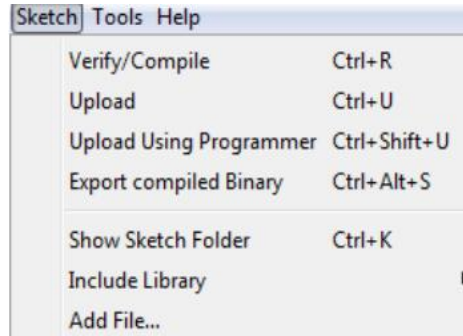 Sketch Tools Help
Verify/Compile Ctrl+R
Upload Ctrl+U
Upload Using Programmer Ctrl+Shift+U
Export compiled Binary Ctrl+Alt+S
Show Sketch Folder Ctrl+K
Include Library
Add File...